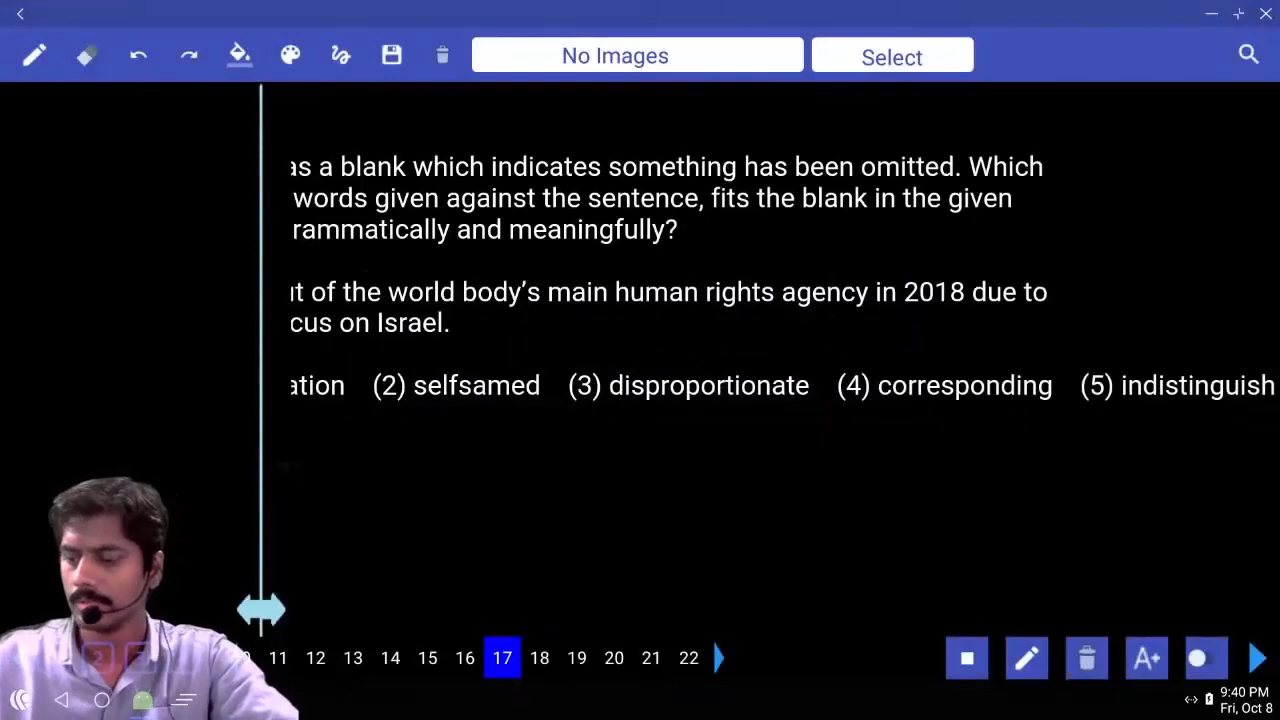 No Images
Select
as a blank which indicates something has been omitted. Which
words given against the sentence, fits the blank in the given
rammatically and meaningfully?
of the world body's main human rights agency in 2018 due to
cus on Israel.
ation (2) selfsamed (3) disproportionate (4) corresponding (5) indistinguish
11 12 13 14 15 16 17 18 19 20 21 22
A+
9:40 PM
Fri, Oct 8